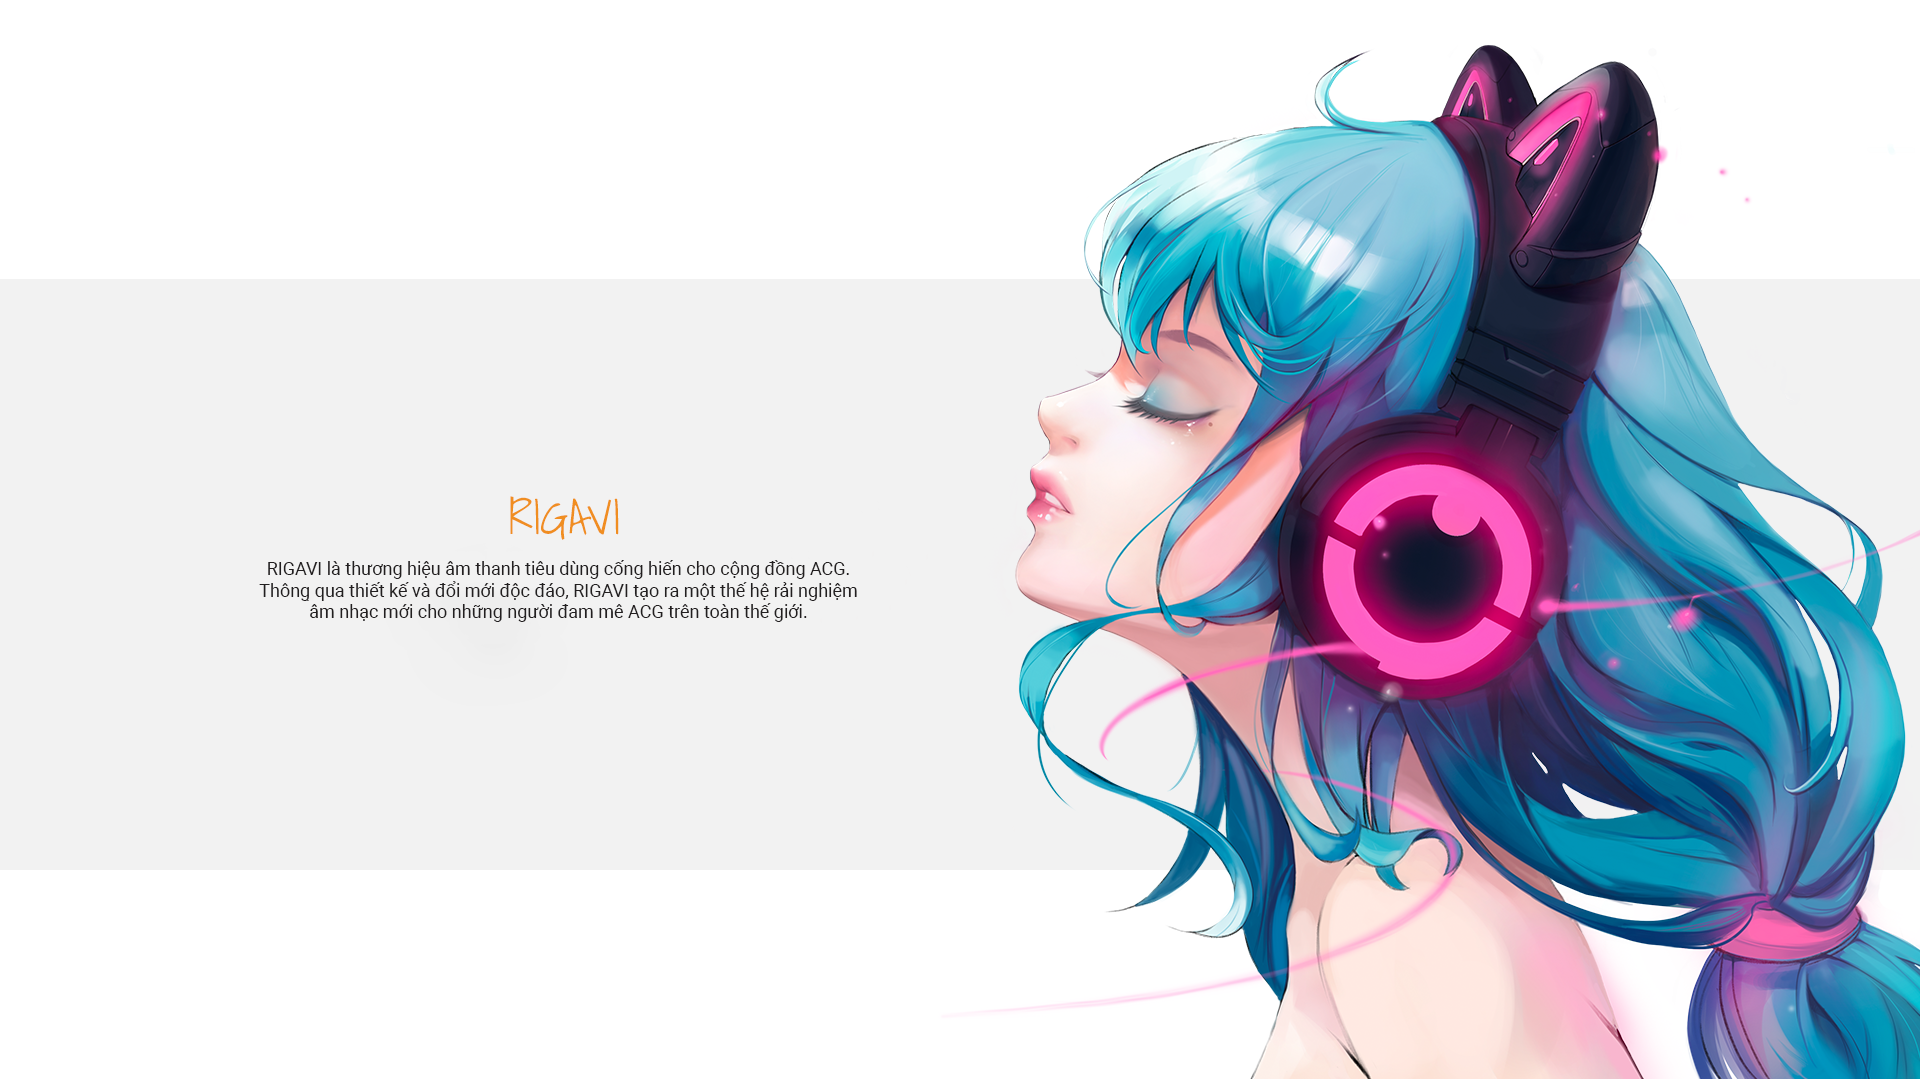 RIGAVI
RIGAVI là thương hiệu âm thanh tiêu dùng cống hiến cho cộng đồng ACG.
Thông qua thiết kế và đổi mới độc đáo, RIGAVI tạo ra một thế hệ rải nghiệm
âm nhạc mới cho những người đam mê ACG trên toàn thế giới.